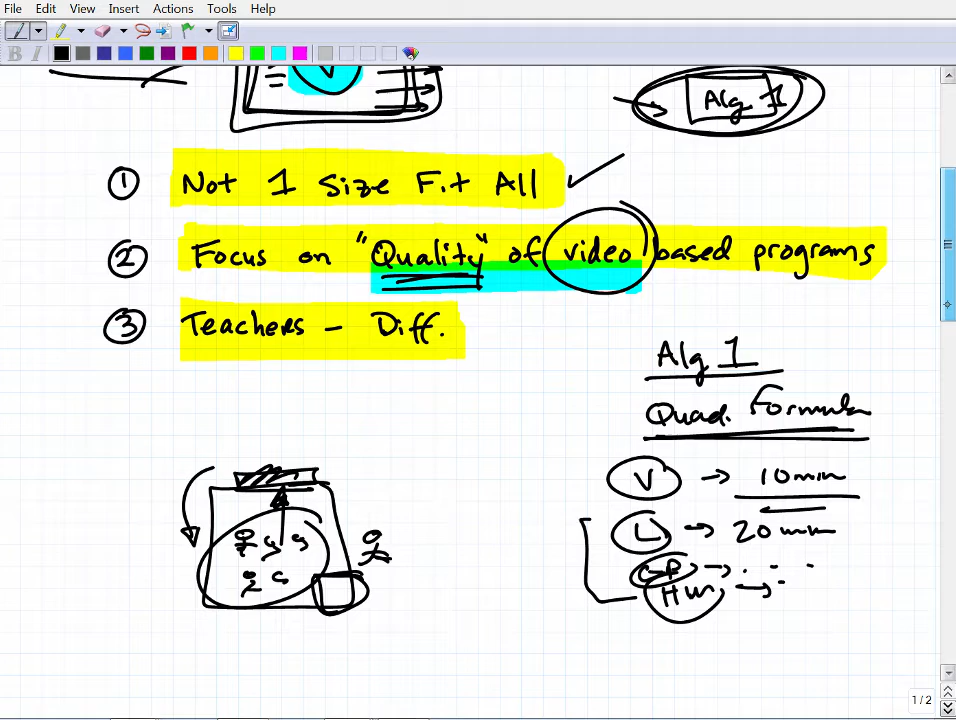 File Edit View Insert Actions Tools Help
B I
V
Alg 1
1 Not 1 Size Fit All
2 Focus on "Quality" of video based programs
3 Teachers - Diff.
Alg 1
Quad. Formula
V → 10 min
L → 20 min
GP → . . .
HW →
1 / 2